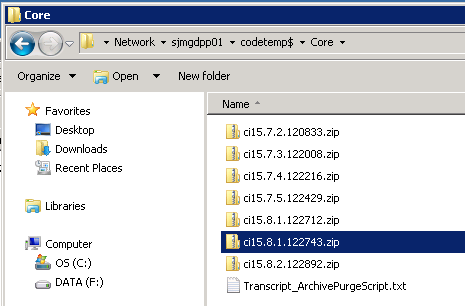 Core
Network sjmgdpp01 codetemp$ Core
Organize Open New folder
Favorites
Desktop
Downloads
Recent Places
Libraries
Computer
OS (C:)
DATA (F:)
Name
ci15.7.2.120833.zip
ci15.7.3.122008.zip
ci15.7.4.122216.zip
ci15.7.5.122429.zip
ci15.8.1.122712.zip
ci15.8.1.122743.zip
ci15.8.2.122892.zip
Transcript_ArchivePurgeScript.txt